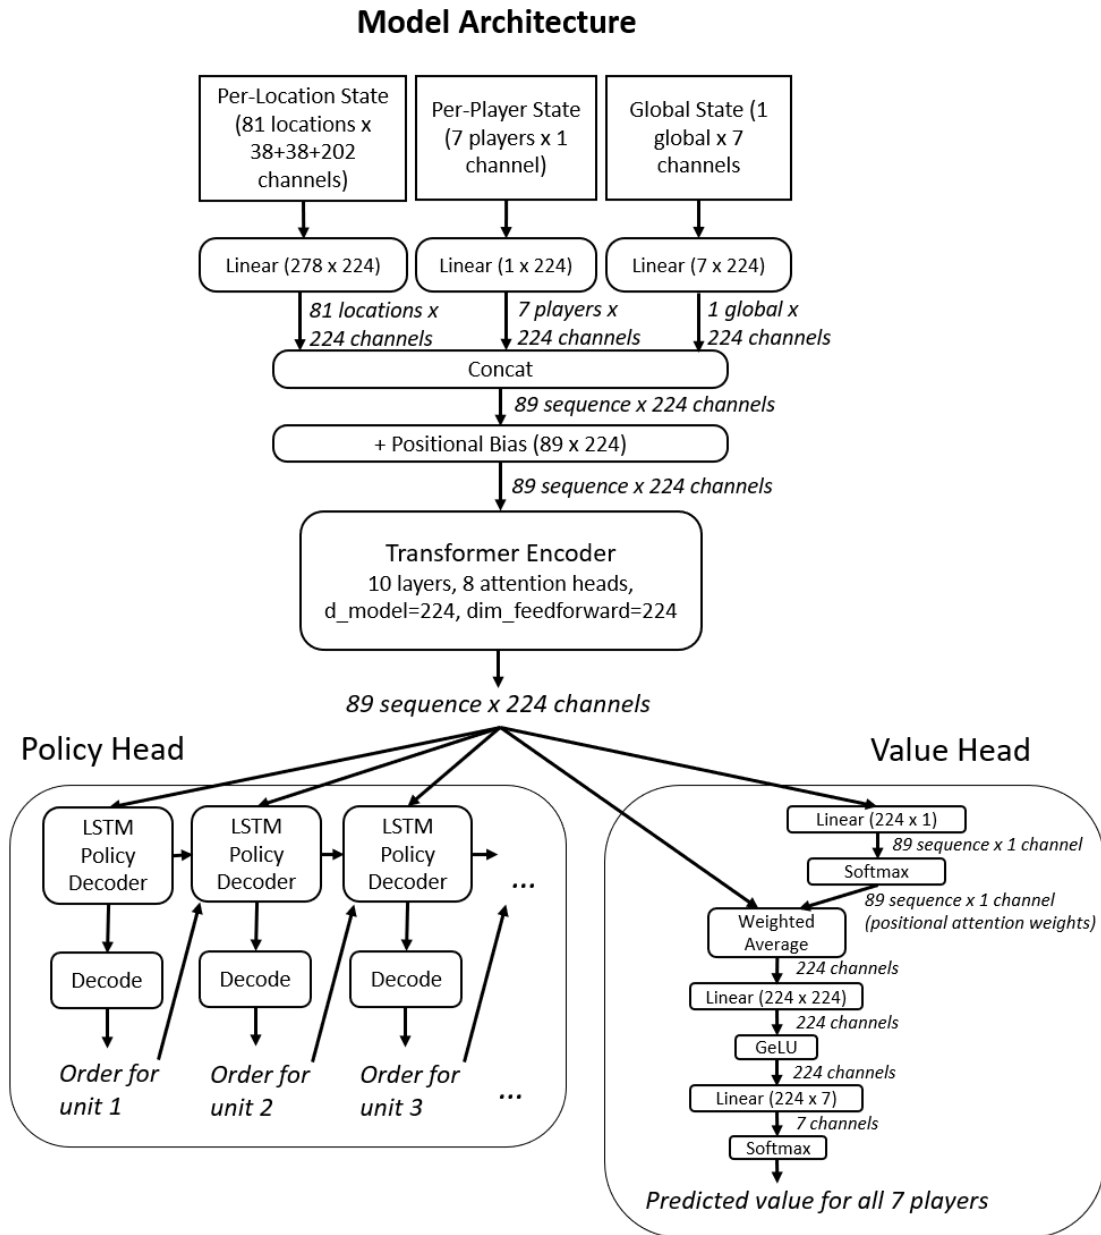 Model Architecture
Per-Location State
(81 locations x
38+38+202
channels)
Per-Player State
(7 players x 1
channel)
Global State (1
global x 7
channels
Linear (278 x 224)
Linear (1 x 224)
Linear (7 x 224)
81 locations x
224 channels
7 players x
224 channels
1 global x
224 channels
Concat
89 sequence x 224 channels
+ Positional Bias (89 x 224)
89 sequence x 224 channels
Transformer Encoder
10 layers, 8 attention heads,
d_model=224, dim_feedforward=224
89 sequence x 224 channels
Policy Head
LSTM
Policy
Decoder
LSTM
Policy
Decoder
LSTM
Policy
Decoder
...
Decode
Decode
Decode
Order for
unit 1
Order for
unit 2
Order for
unit 3
...
Value Head
Linear (224 x 1)
89 sequence x 1 channel
Softmax
89 sequence x 1 channel
(positional attention weights)
Weighted
Average
224 channels
Linear (224 x 224)
224 channels
GeLU
224 channels
Linear (224 x 7)
7 channels
Softmax
Predicted value for all 7 players